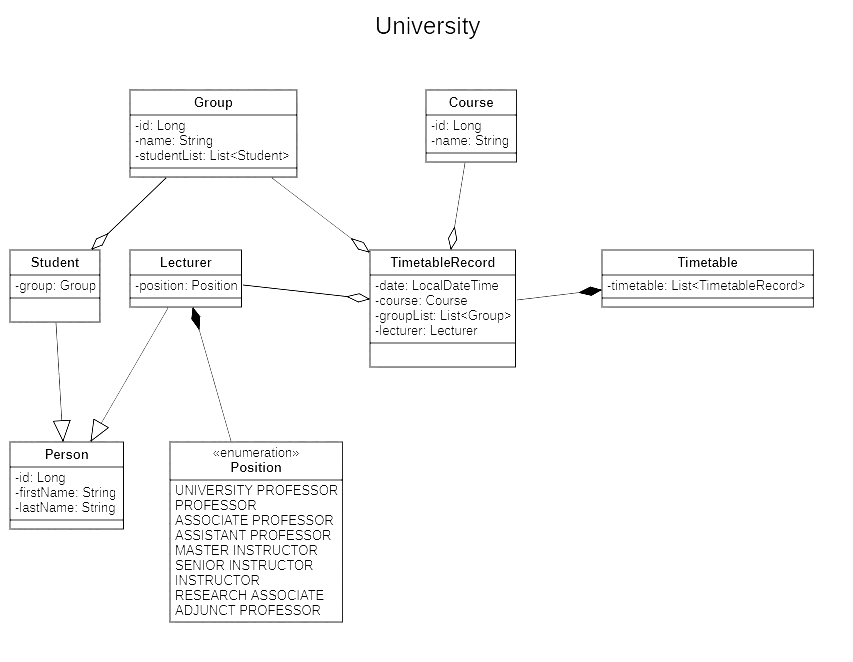 University
Group
-id: Long
-name: String
-studentList: List<Student>
Course
-id: Long
-name: String
Student
-group: Group
Lecturer
-position: Position
TimetableRecord
-date: LocalDateTime
-course: Course
-groupList: List<Group>
-lecturer: Lecturer
Timetable
-timetable: List<TimetableRecord>
Person
-id: Long
-firstName: String
-lastName: String
«enumeration»
Position
UNIVERSITY PROFESSOR
PROFESSOR
ASSOCIATE PROFESSOR
ASSISTANT PROFESSOR
MASTER INSTRUCTOR
SENIOR INSTRUCTOR
INSTRUCTOR
RESEARCH ASSOCIATE
ADJUNCT PROFESSOR